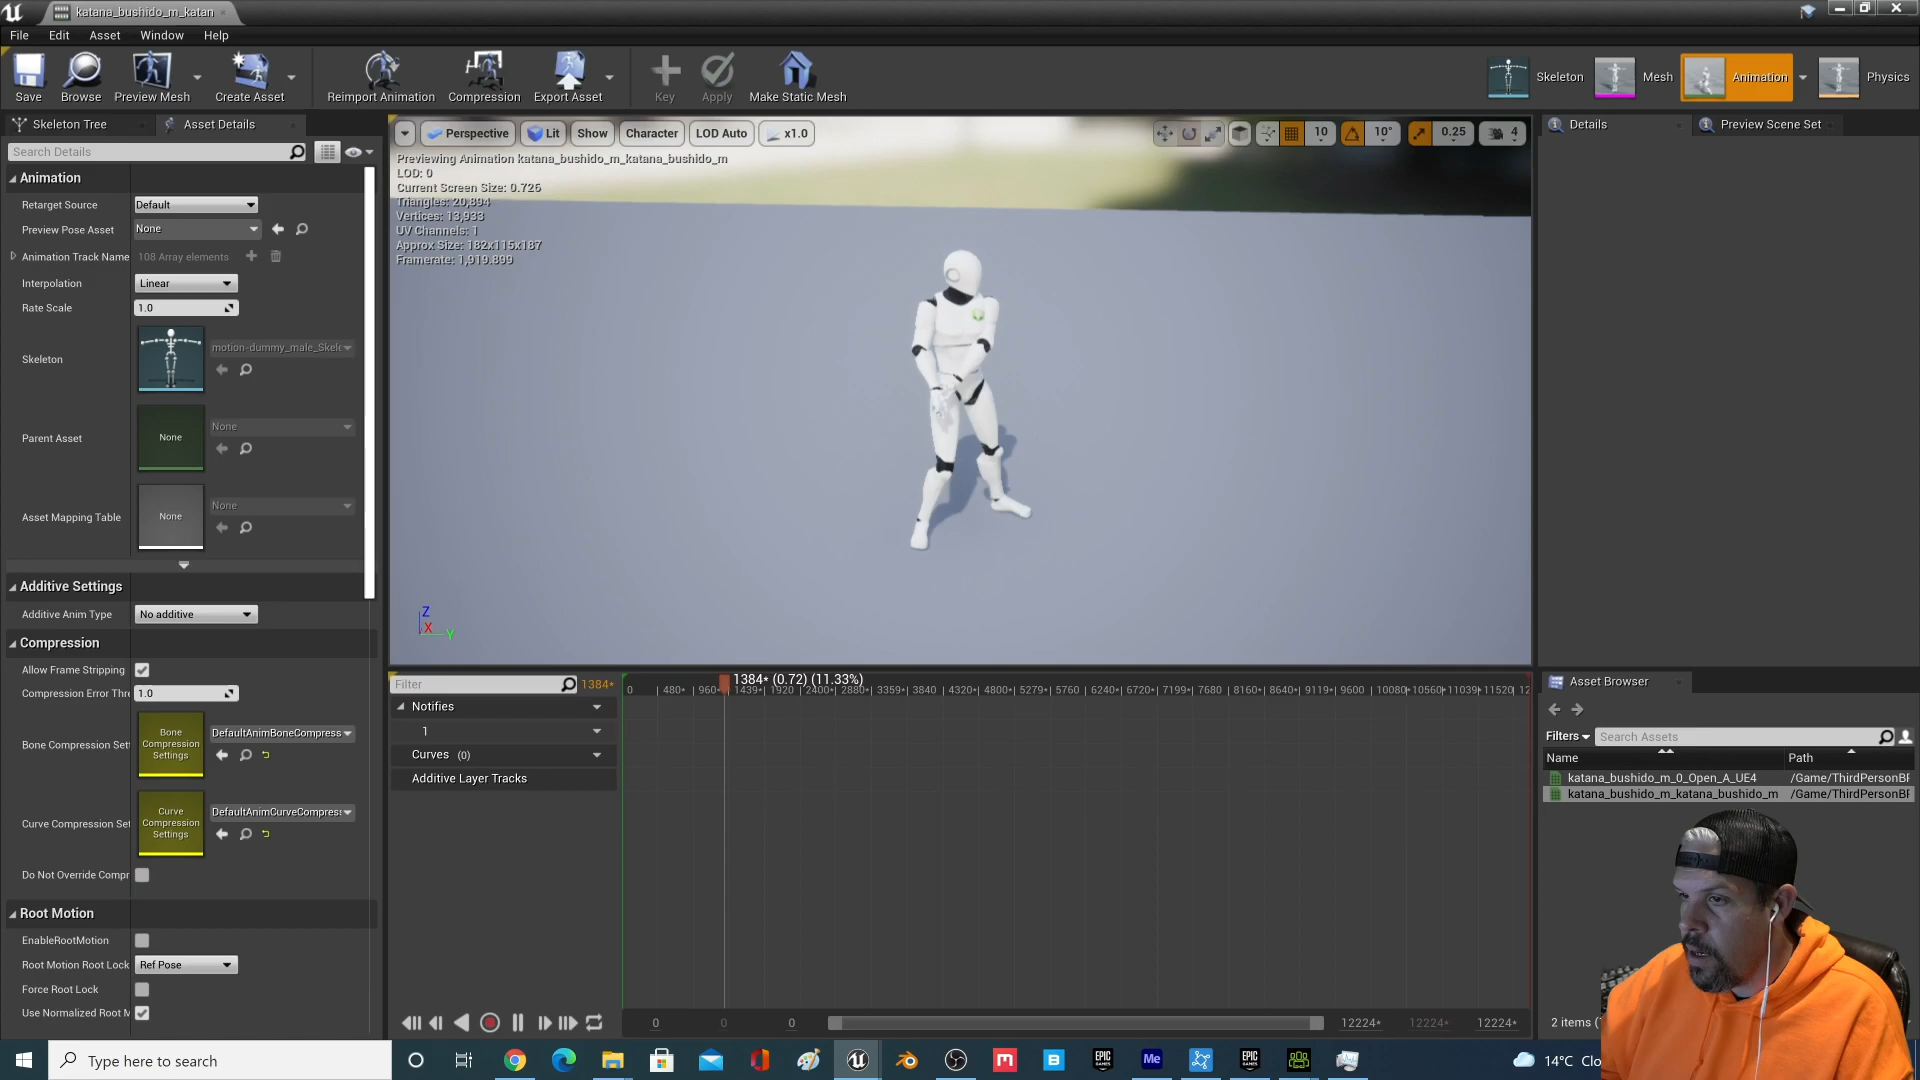 katana_bushido_m_katan
File Edit Asset Window Help
Save Browse Preview Mesh Create Asset Reimport Animation Compression Export Asset Key Apply Make Static Mesh
Skeleton Mesh Animation Physics
Skeleton Tree Asset Details
Search Details
Animation
Retarget Source Default
Preview Pose Asset None
Animation Track Name 108 Array elements
Interpolation Linear
Rate Scale 1.0
Skeleton motion-dummy_male_Skele
Parent Asset None None
Asset Mapping Table None None
Additive Settings
Additive Anim Type No additive
Compression
Allow Frame Stripping
Compression Error Thre 1.0
Bone Compression Sett Bone Compression Settings DefaultAnimBoneCompress
Curve Compression Set Curve Compression Settings DefaultAnimCurveCompress
Do Not Override Compr
Root Motion
EnableRootMotion
Root Motion Root Lock Ref Pose
Force Root Lock
Use Normalized Root M
Perspective Lit Show Character LOD Auto x1.0
10 10° 0.25 4
Previewing Animation katana_bushido_m_katana_bushido_m
LOD: 0
Current Screen Size: 0.726
Triangles: 20,894
Vertices: 13,933
UV Channels: 1
Approx Size: 182x115x187
Framerate: 1,919.899
Z
X
Y
Filter 1384*
1384* (0.72) (11.33%)
0 480* 960* 1439* 1920 2400* 2880* 3359* 3840 4320* 4800* 5279* 5760 6240* 6720* 7199* 7680 8160* 8640* 9119* 9600 10080* 10560* 11039* 11520 12
Notifies
1
Curves (0)
Additive Layer Tracks
0 0 0 12224* 12224* 12224*
Details Preview Scene Set
Asset Browser
Filters Search Assets
Name Path
katana_bushido_m_0_Open_A_UE4 /Game/ThirdPersonBP
katana_bushido_m_katana_bushido_m /Game/ThirdPersonBP
2 items (
Type here to search
14°C Clo